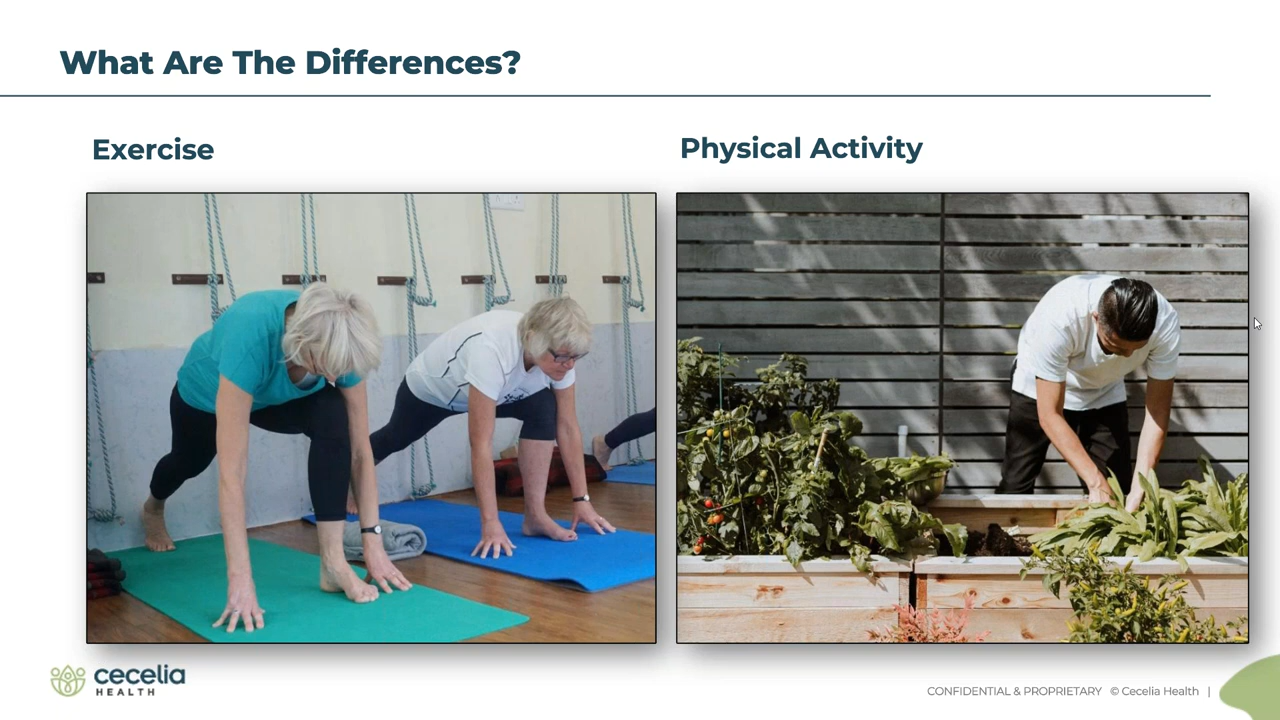 What Are The Differences?
Exercise
Physical Activity
cecelia
HEALTH
CONFIDENTIAL & PROPRIETARY © Cecelia Health |